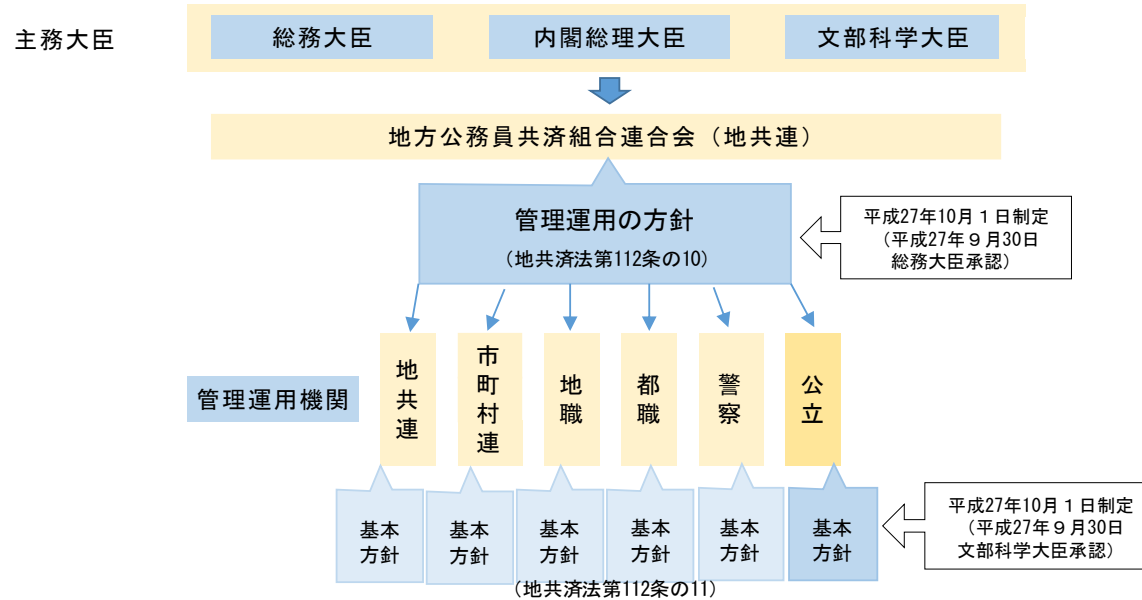 主務大臣
総務大臣
内閣総理大臣
文部科学大臣
地方公務員共済組合連合会（地共連）
管理運用の方針
（地共済法第112条の10）
平成27年10月１日制定
（平成27年９月30日
総務大臣承認）
管理運用機関
地共連
市町村連
地職
都職
警察
公立
基本
方針
基本
方針
基本
方針
基本
方針
基本
方針
基本
方針
（地共済法第112条の11）
平成27年10月１日制定
（平成27年９月30日
文部科学大臣承認）